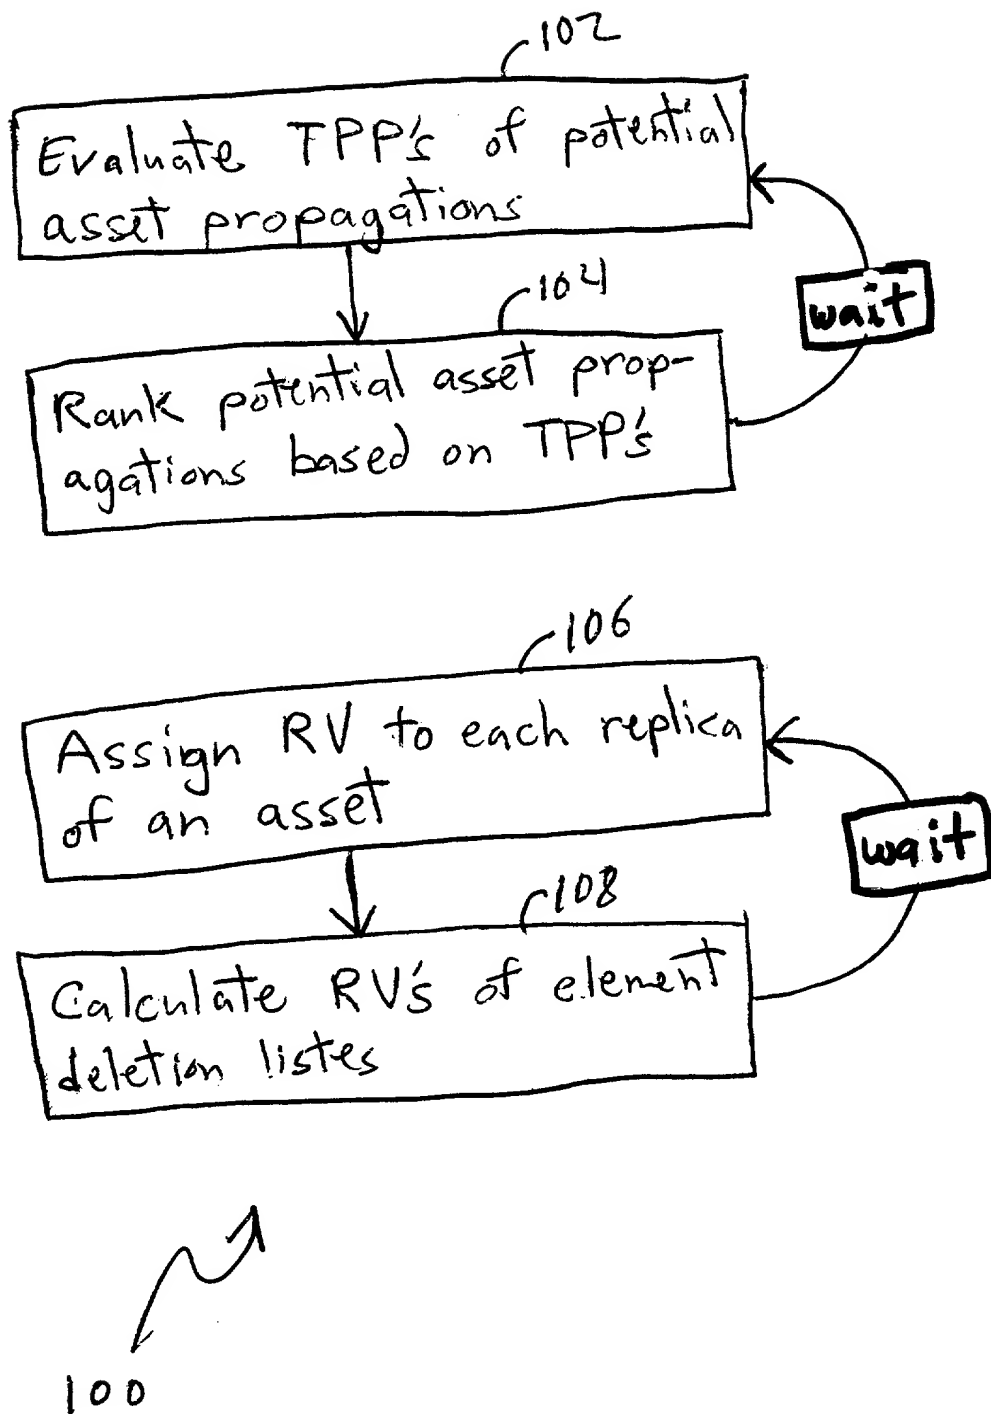 102
Evaluate TPP's of potential
asset propagations
wait
104
Rank potential asset prop-
agations based on TPP's
106
Assign RV to each replica
of an asset
wait
108
Calculate RV's of element
deletion listes
100